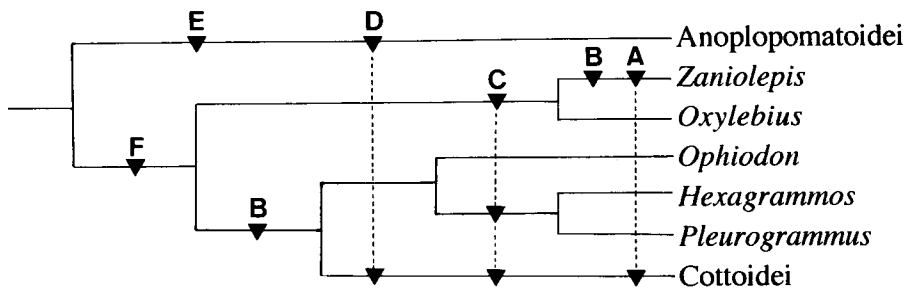 E D Anoplopomatoidei
B A Zaniolepis
C
Oxylebius
F Ophiodon
Hexagrammos
B
Pleurogrammus
Cottoidei